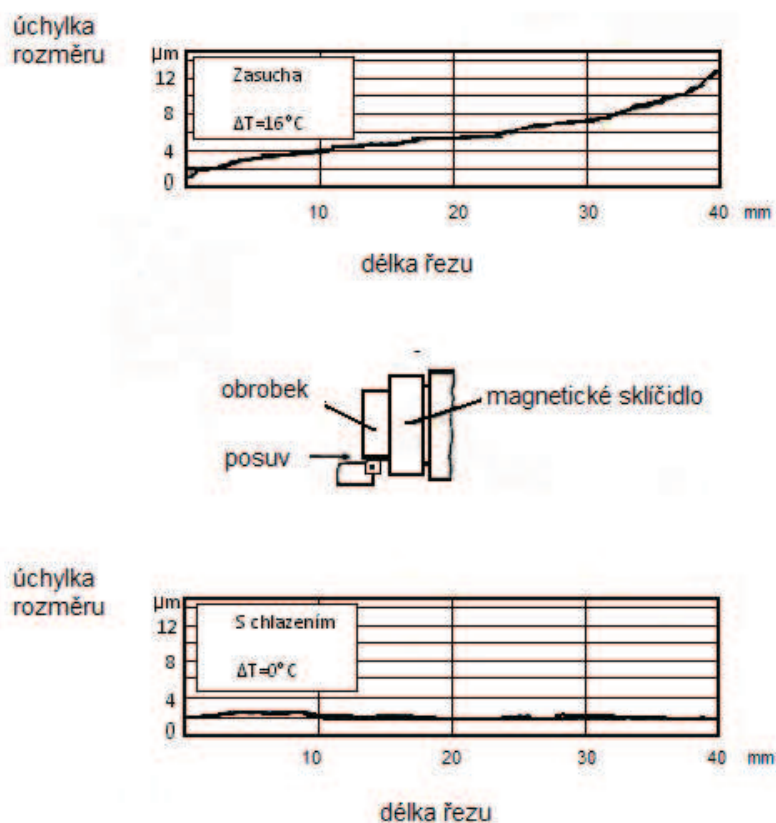 úchylka
rozměru
µm
12
8
4
0
Zasucha
ΔT=16°C
10 20 30 40 mm
délka řezu
obrobek
magnetické sklíčidlo
posuv
úchylka
rozměru
µm
12
8
4
0
S chlazením
ΔT=0°C
10 20 30 40 mm
délka řezu